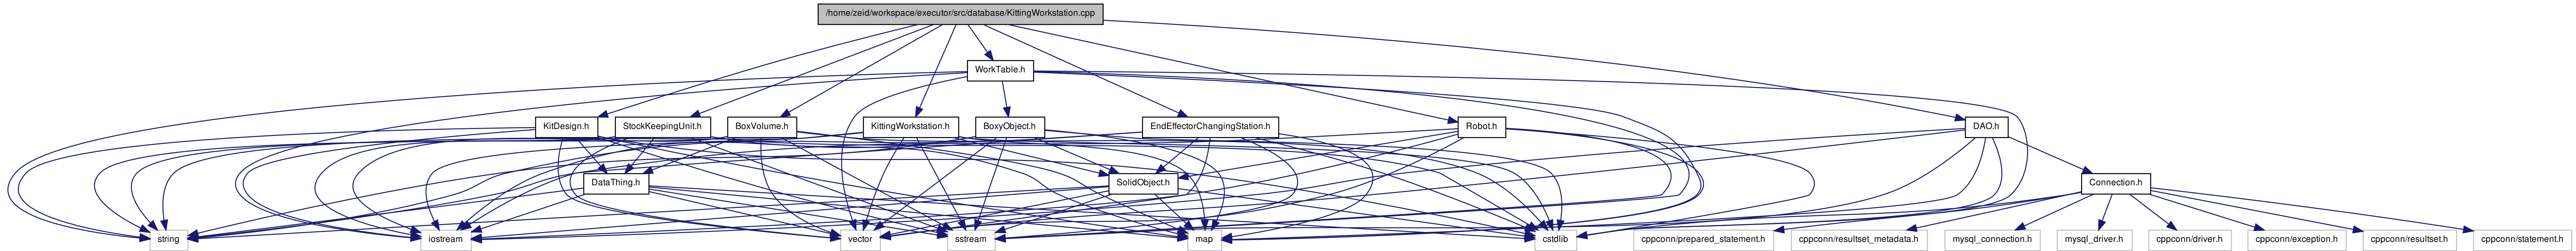 /home/zeid/workspace/executor/src/database/KittingWorkstation.cpp
WorkTable.h
KitDesign.h
StockKeepingUnit.h
BoxVolume.h
KittingWorkstation.h
BoxyObject.h
EndEffectorChangingStation.h
Robot.h
DAO.h
DataThing.h
SolidObject.h
Connection.h
string
iostream
vector
sstream
map
cstdlib
cppconn/prepared_statement.h
cppconn/resultset_metadata.h
mysql_connection.h
mysql_driver.h
cppconn/driver.h
cppconn/exception.h
cppconn/resultset.h
cppconn/statement.h